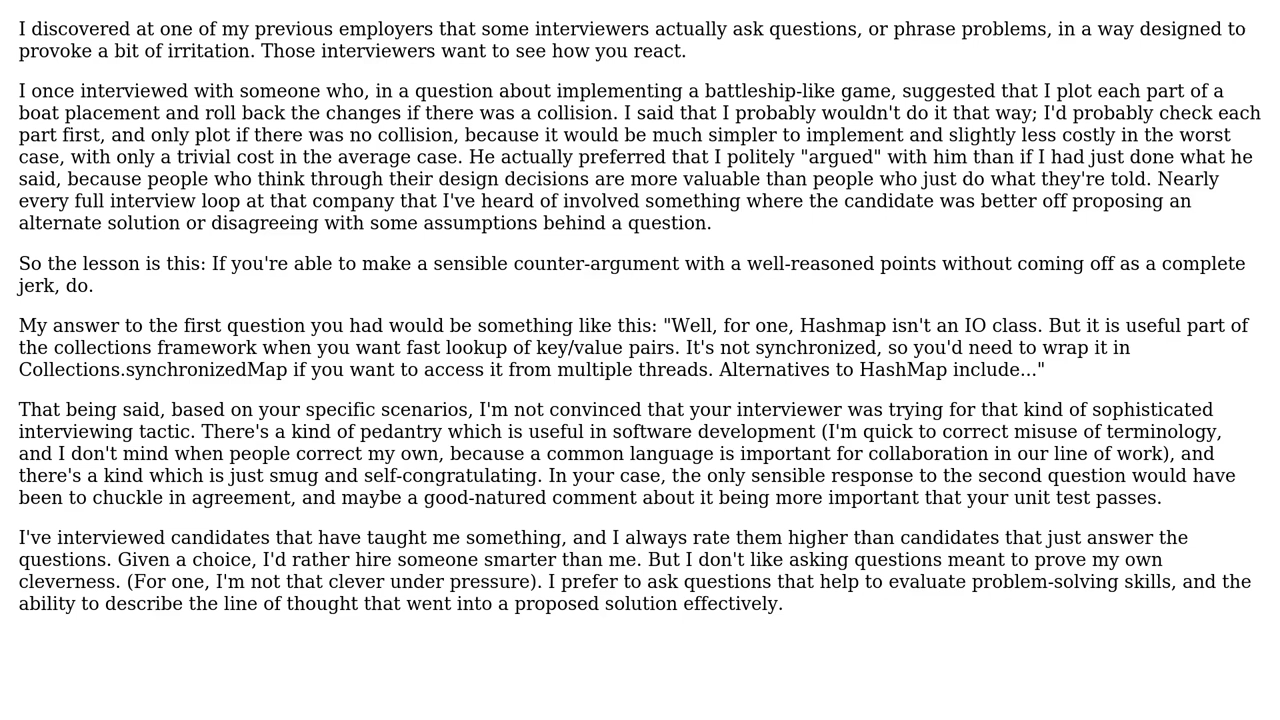 I discovered at one of my previous employers that some interviewers actually ask questions, or phrase problems, in a way designed to
provoke a bit of irritation. Those interviewers want to see how you react.
I once interviewed with someone who, in a question about implementing a battleship-like game, suggested that I plot each part of a
boat placement and roll back the changes if there was a collision. I said that I probably wouldn't do it that way; I'd probably check each
part first, and only plot if there was no collision, because it would be much simpler to implement and slightly less costly in the worst
case, with only a trivial cost in the average case. He actually preferred that I politely "argued" with him than if I had just done what he
said, because people who think through their design decisions are more valuable than people who just do what they're told. Nearly
every full interview loop at that company that I've heard of involved something where the candidate was better off proposing an
alternate solution or disagreeing with some assumptions behind a question.
So the lesson is this: If you're able to make a sensible counter-argument with a well-reasoned points without coming off as a complete
jerk, do.
My answer to the first question you had would be something like this: "Well, for one, Hashmap isn't an IO class. But it is useful part of
the collections framework when you want fast lookup of key/value pairs. It's not synchronized, so you'd need to wrap it in
Collections.synchronizedMap if you want to access it from multiple threads. Alternatives to HashMap include..."
That being said, based on your specific scenarios, I'm not convinced that your interviewer was trying for that kind of sophisticated
interviewing tactic. There's a kind of pedantry which is useful in software development (I'm quick to correct misuse of terminology,
and I don't mind when people correct my own, because a common language is important for collaboration in our line of work), and
there's a kind which is just smug and self-congratulating. In your case, the only sensible response to the second question would have
been to chuckle in agreement, and maybe a good-natured comment about it being more important that your unit test passes.
I've interviewed candidates that have taught me something, and I always rate them higher than candidates that just answer the
questions. Given a choice, I'd rather hire someone smarter than me. But I don't like asking questions meant to prove my own
cleverness. (For one, I'm not that clever under pressure). I prefer to ask questions that help to evaluate problem-solving skills, and the
ability to describe the line of thought that went into a proposed solution effectively.